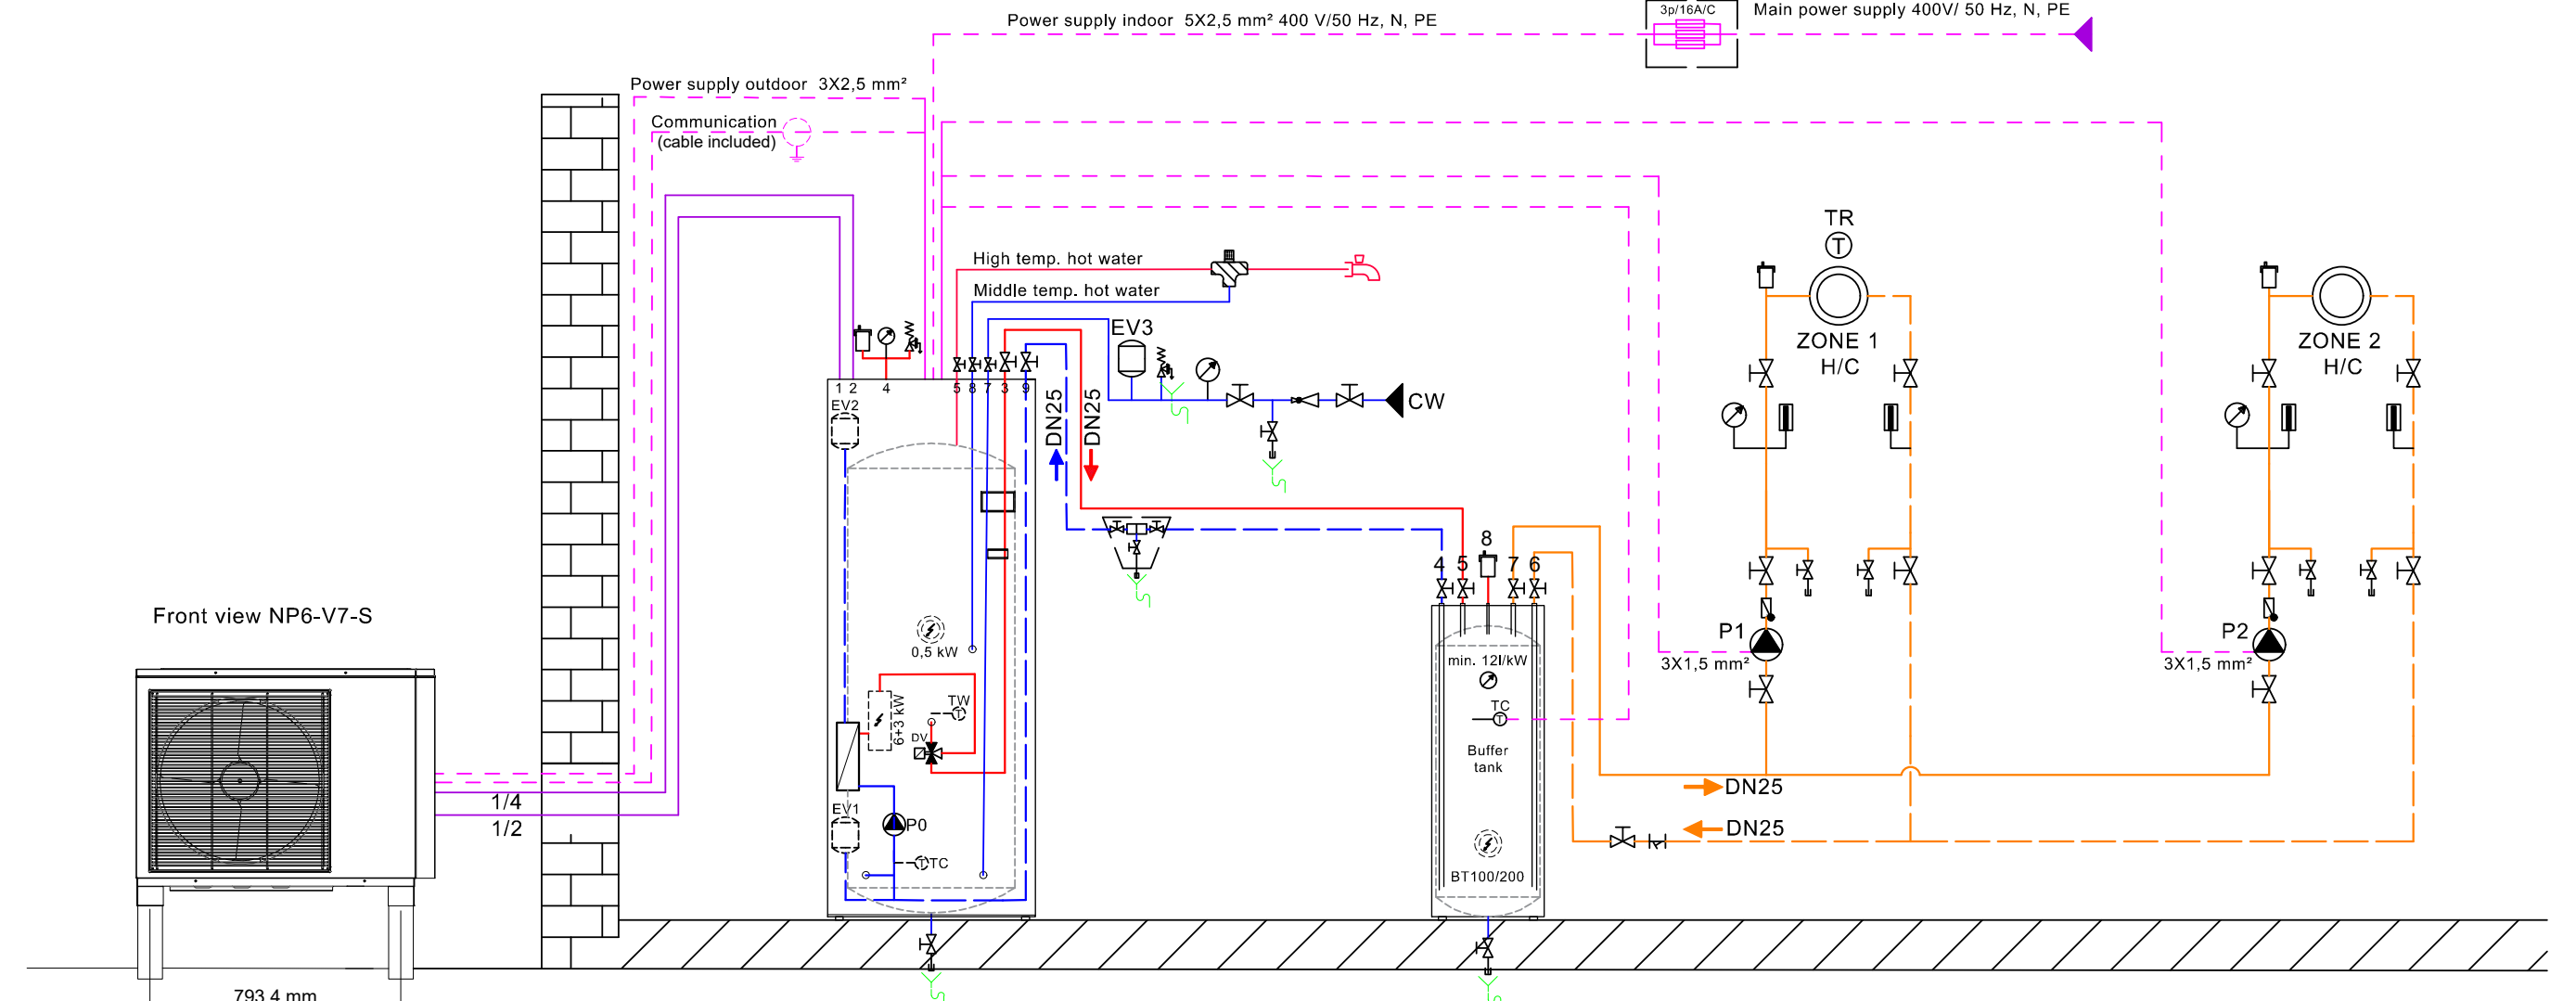 3p/16A/C
Main power supply 400V/ 50 Hz, N, PE
Power supply indoor 5X2,5 mm² 400 V/50 Hz, N, PE
Power supply outdoor 3X2,5 mm²
Communication
(cable included)
TR
T
High temp. hot water
Middle temp. hot water
EV3
ZONE 1
H/C
ZONE 2
H/C
1 2 4 5 8 7 3 9
EV2
DN25
DN25
CW
8
4 5 7 6
Front view NP6-V7-S
0,5 kW
P1
3X1,5 mm²
P2
3X1,5 mm²
min. 12l/kW
TW
T
6+3 kW
DV
TC
T
Buffer
tank
1/4
1/2
EV1
P0
T
TC
DN25
DN25
BT100/200
793,4 mm